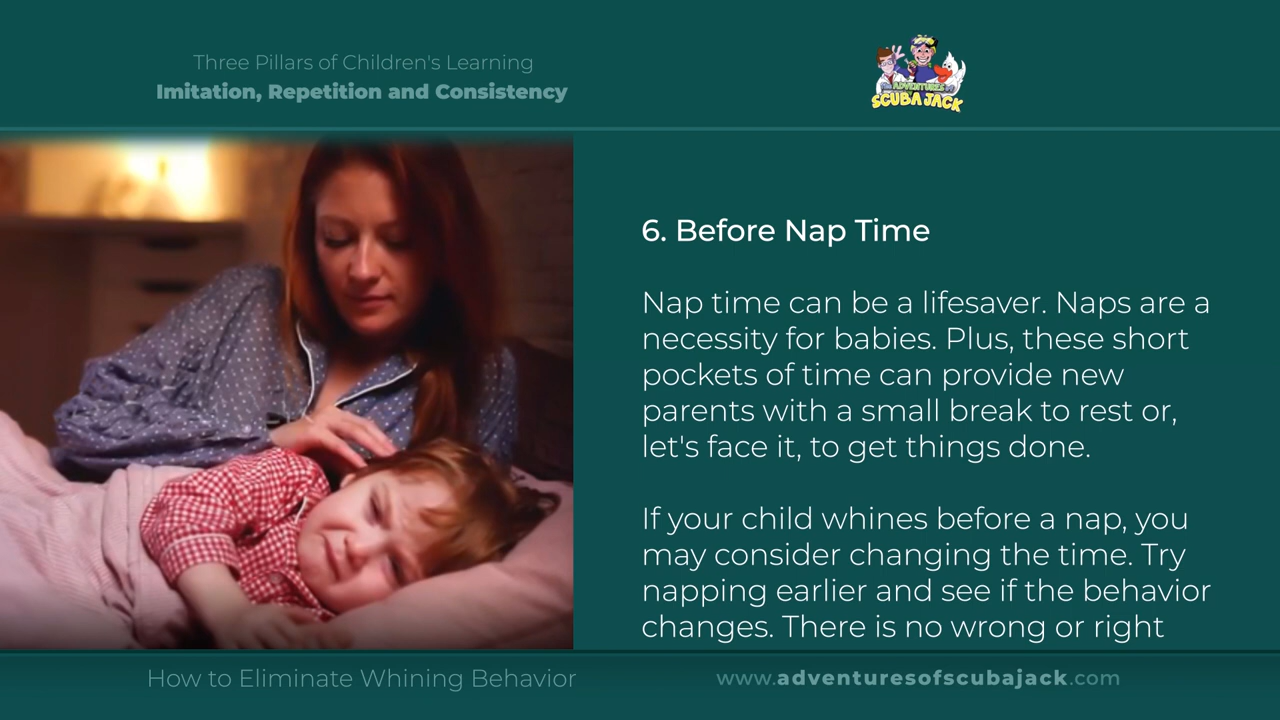 Three Pillars of Children's Learning
Imitation, Repetition and Consistency
ADVENTURES
SCUBA JACK
6. Before Nap Time
Nap time can be a lifesaver. Naps are a
necessity for babies. Plus, these short
pockets of time can provide new
parents with a small break to rest or,
let's face it, to get things done.
If your child whines before a nap, you
may consider changing the time. Try
napping earlier and see if the behavior
changes. There is no wrong or right
How to Eliminate Whining Behavior
www.adventuresofscubajack.com